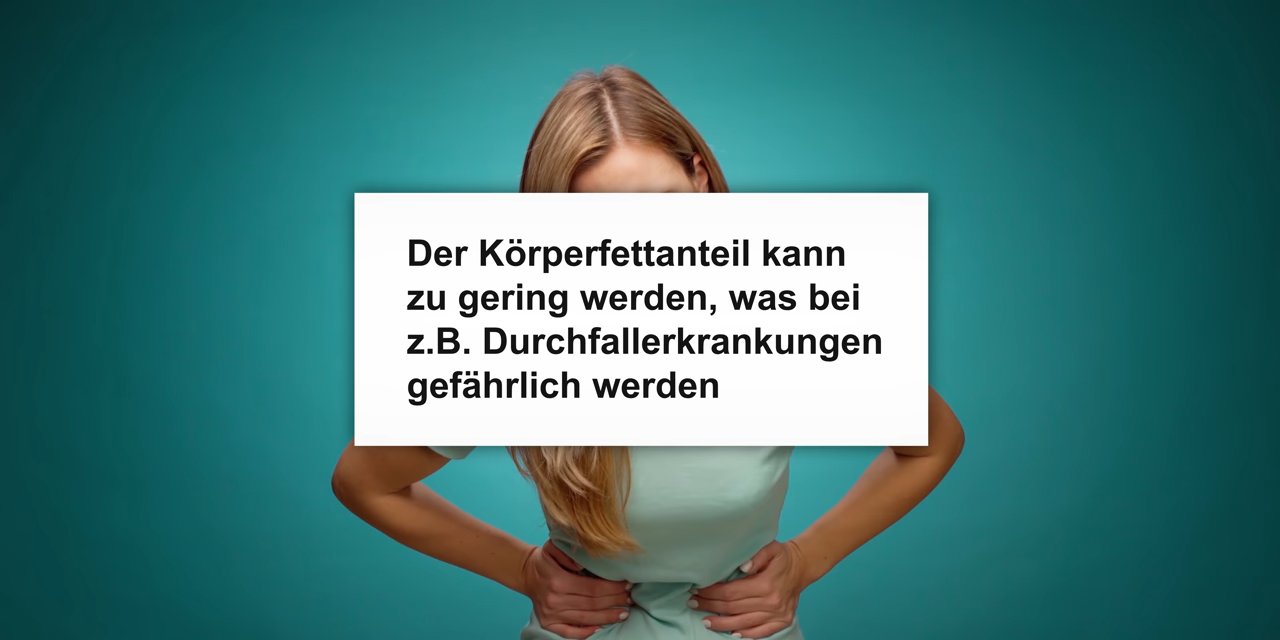 Der Körperfettanteil kann
zu gering werden, was bei
z.B. Durchfallerkrankungen
gefährlich werden